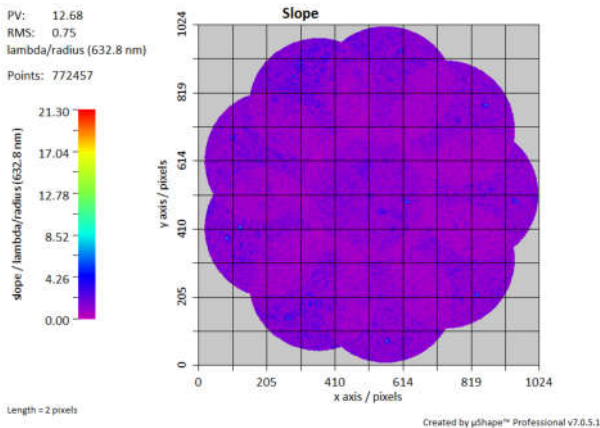 Slope
PV: 12.68
RMS: 0.75
lambda/radius (632.8 nm)
Points: 772457
21.30
17.04
12.78
8.52
4.26
0.00
slope / lambda/radius (632.8 nm)
1024
819
614
410
205
0
y axis / pixels
0 205 410 614 819 1024
x axis / pixels
Length = 2 pixels
Created by µShape™ Professional v7.0.5.1